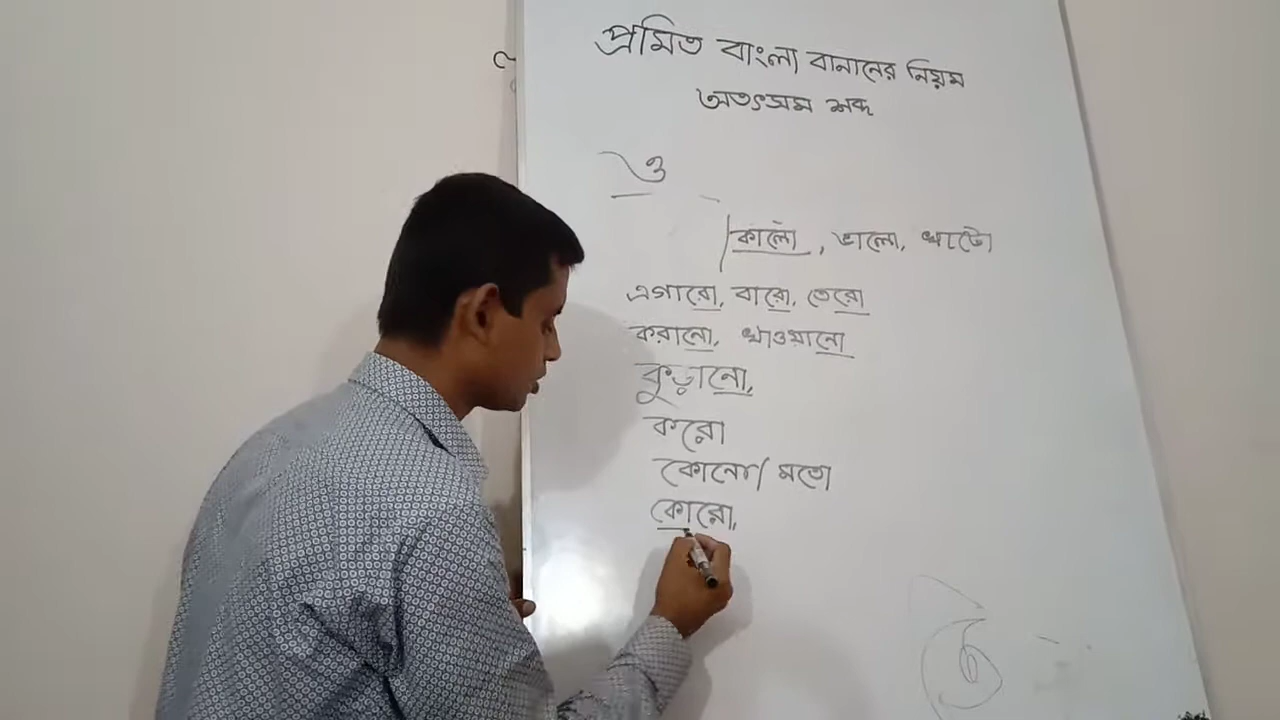 প্রমিত বাংলা বানানের নিয়ম
অতৎসম শব্দ
ও
কালো, ভালো, খাটো
এগারো, বারো, তেরো
করানো, খাওয়ানো
কুড়ানো,
করো
কোনো/ মতো
কোরো,